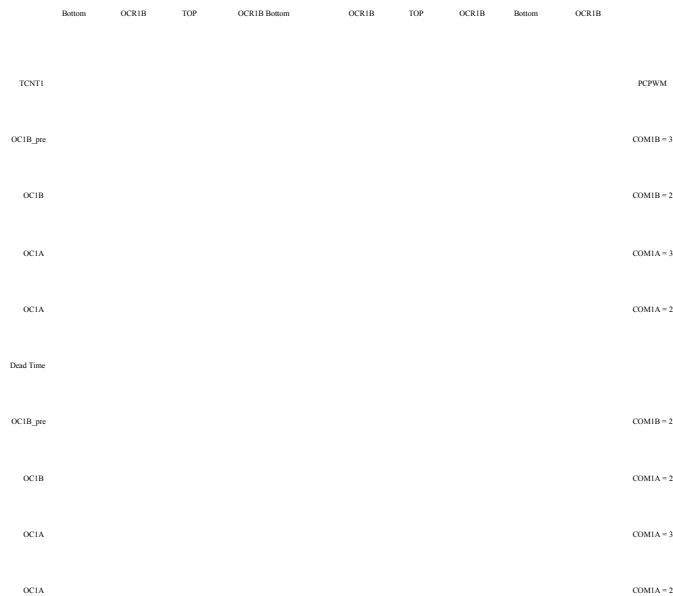 Bottom OCR1B TOP OCR1B Bottom OCR1B TOP OCR1B Bottom OCR1B
TCNT1 PCPWM
OC1B_pre COM1B = 3
OC1B COM1B = 2
OC1A COM1A = 3
OC1A COM1A = 2
Dead Time
OC1B_pre COM1B = 2
OC1B COM1A = 2
OC1A COM1A = 3
OC1A COM1A = 2